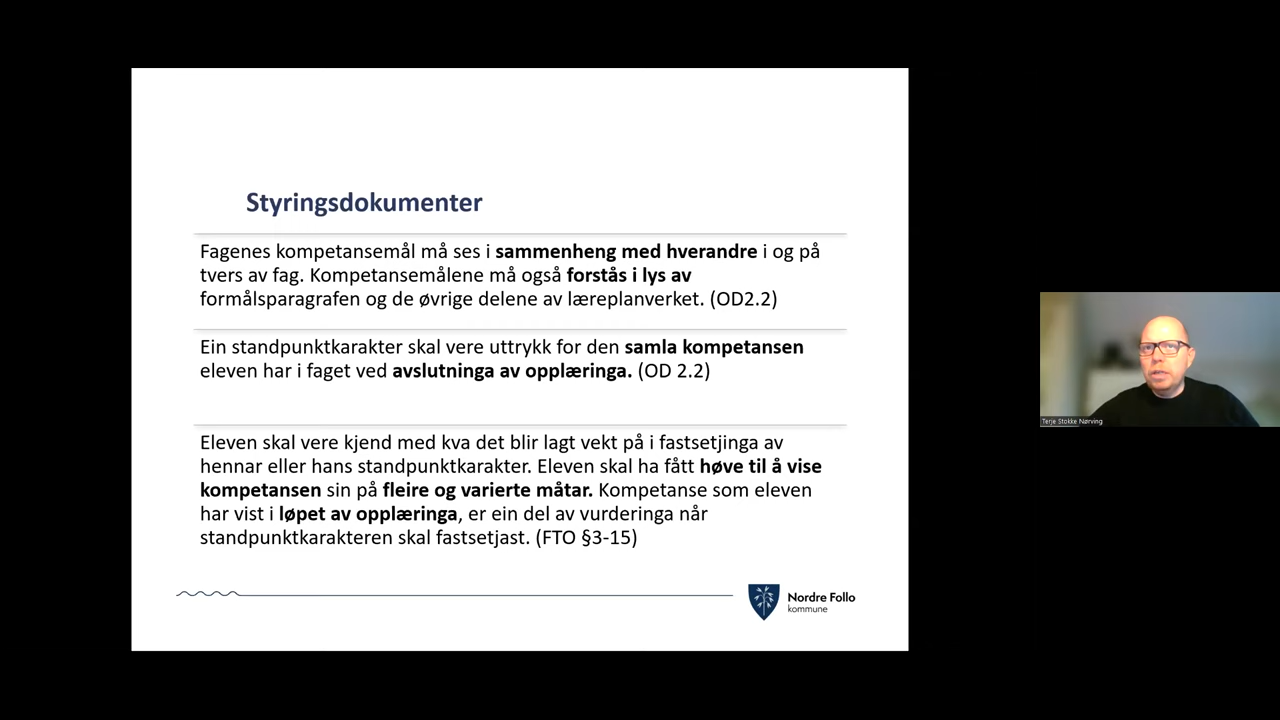 Styringsdokumenter
Fagenes kompetansemål må ses i sammenheng med hverandre i og på
tvers av fag. Kompetansemålene må også forstås i lys av
formålsparagrafen og de øvrige delene av læreplanverket. (OD2.2)
Ein standpunktkarakter skal vere uttrykk for den samla kompetansen
eleven har i faget ved avslutninga av opplæringa. (OD 2.2)
Eleven skal vere kjend med kva det blir lagt vekt på i fastsetjinga av
hennar eller hans standpunktkarakter. Eleven skal ha fått høve til å vise
kompetansen sin på fleire og varierte måtar. Kompetanse som eleven
har vist i løpet av opplæringa, er ein del av vurderinga når
standpunktkarakteren skal fastsetjast. (FTO §3-15)
Nordre Follo
kommune
Terje Stokke Nørving